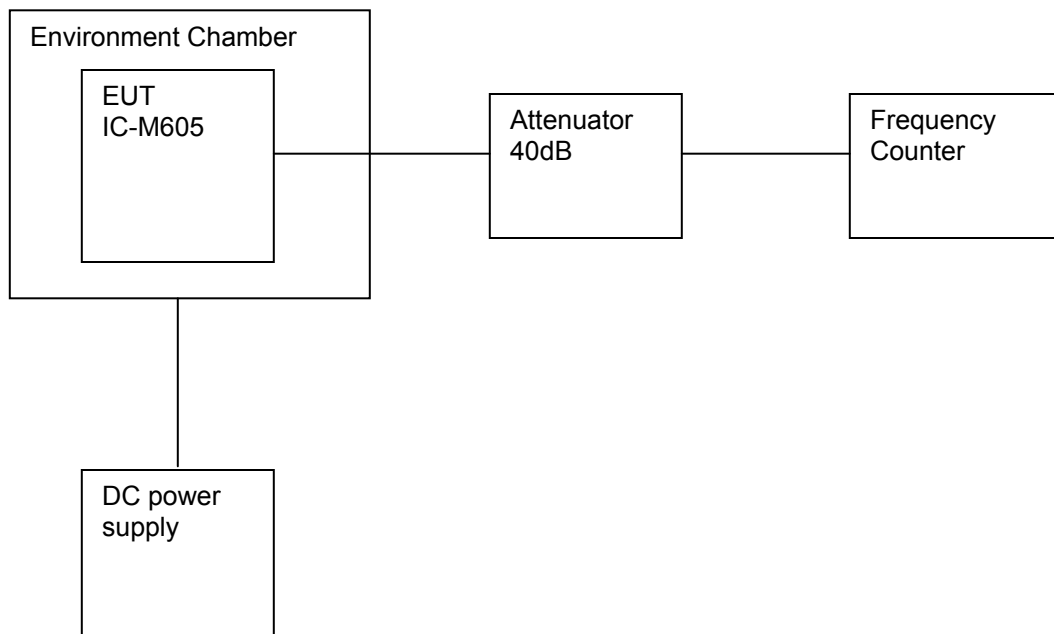 Environment Chamber
EUT
IC-M605
Attenuator
40dB
Frequency
Counter
DC power
supply